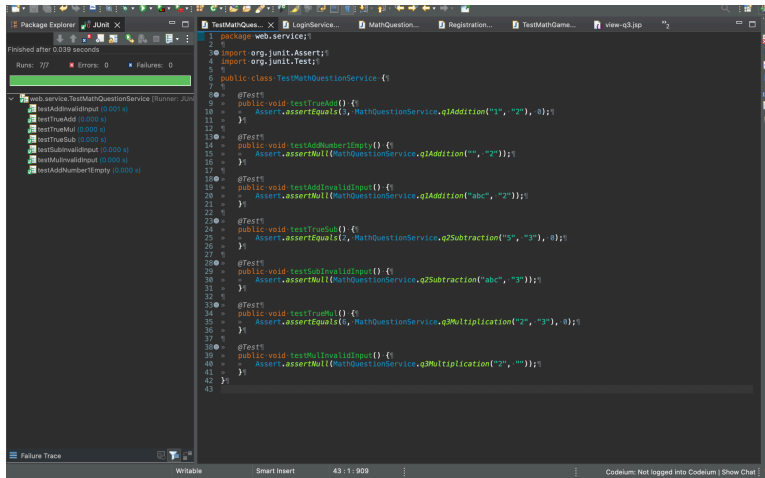 Package Explorer JUnit
Finished after 0.039 seconds
Runs: 7/7 Errors: 0 Failures: 0
web.service.TestMathQuestionService [Runner: JUni
testAddInvalidInput (0.001 s)
testTrueAdd (0.000 s)
testTrueMul (0.000 s)
testTrueSub (0.000 s)
testSubInvalidInput (0.000 s)
testMulInvalidInput (0.000 s)
testAddNumber1Empty (0.000 s)
Failure Trace
TestMathQues... LoginService... MathQuestion... Registration... TestMathGame... view-q3.jsp »2
1 package·web.service;¶
2 ¶
3 import·org.junit.Assert;¶
4 import·org.junit.Test;¶
5 ¶
6 public·class·TestMathQuestionService·{¶
7 ¶
8 » @Test¶
9 » public·void·testTrueAdd()·{¶
10 » » Assert.assertEquals(3,·MathQuestionService.q1Addition("1",·"2"),·0);¶
11 » }¶
12 ¶
13 » @Test¶
14 » public·void·testAddNumber1Empty()·{¶
15 » » Assert.assertNull(MathQuestionService.q1Addition("",·"2"));¶
16 » }¶
17 ¶
18 » @Test¶
19 » public·void·testAddInvalidInput()·{¶
20 » » Assert.assertNull(MathQuestionService.q1Addition("abc",·"2"));¶
21 » }¶
22 ¶
23 » @Test¶
24 » public·void·testTrueSub()·{¶
25 » » Assert.assertEquals(2,·MathQuestionService.q2Subtraction("5",·"3"),·0);¶
26 » }¶
27 ¶
28 » @Test¶
29 » public·void·testSubInvalidInput()·{¶
30 » » Assert.assertNull(MathQuestionService.q2Subtraction("abc",·"3"));¶
31 » }¶
32 ¶
33 » @Test¶
34 » public·void·testTrueMul()·{¶
35 » » Assert.assertEquals(6,·MathQuestionService.q3Multiplication("2",·"3"),·0);¶
36 » }¶
37 ¶
38 » @Test¶
39 » public·void·testMulInvalidInput()·{¶
40 » » Assert.assertNull(MathQuestionService.q3Multiplication("2",·""));¶
41 » }¶
42 }¶
43
Writable Smart Insert 43 : 1 : 909 Codeium: Not logged into Codeium | Show Chat